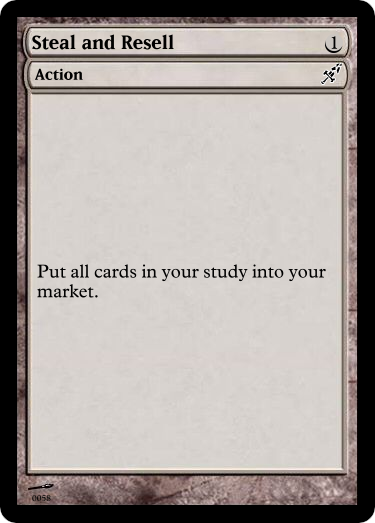 Steal and Resell 1
Action
Put all cards in your study into your
market.
0058